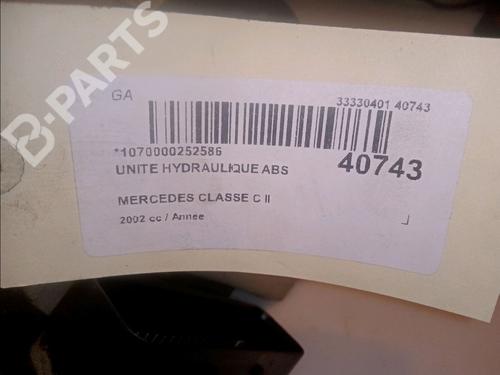 B-PARTS
GA
33330401 40743
*1070000252586
40743
UNITE HYDRAULIQUE ABS
MERCEDES CLASSE C II
2002 cc / Annee